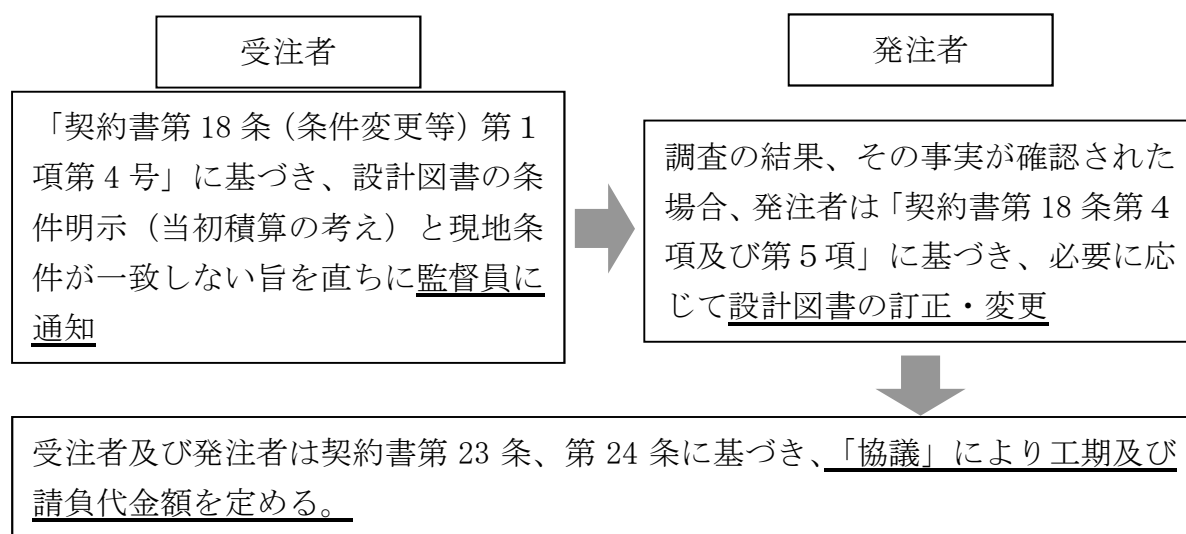 受注者
発注者
「契約書第 18 条（条件変更等）第１
項第４号」に基づき、設計図書の条
件明示（当初積算の考え）と現地条
件が一致しない旨を直ちに監督員に
通知
調査の結果、その事実が確認された
場合、発注者は「契約書第 18 条第４
項及び第５項」に基づき、必要に応
じて設計図書の訂正・変更
受注者及び発注者は契約書第 23 条、第 24 条に基づき、「協議」により工期及び
請負代金額を定める。